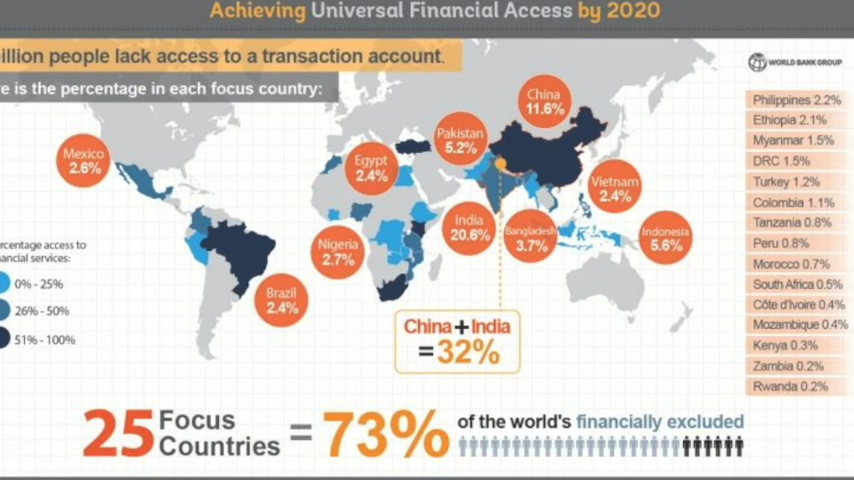 Achieving Universal Financial Access by 2020
people lack access to a transaction account.
is the percentage in each focus country:
WORLD BANK GROUP
China
11.6%
Pakistan
5.2%
Mexico
2.6%
Egypt
2.4%
Vietnam
2.4%
India
20.6%
Bangladesh
3.7%
Indonesia
5.6%
Nigeria
2.7%
Brazil
2.4%
access to
services:
0% - 25%
26% - 50%
51% - 100%
China+India
=32%
Philippines 2.2%
Ethiopia 2.1%
Myanmar 1.5%
DRC 1.5%
Turkey 1.2%
Colombia 1.1%
Tanzania 0.8%
Peru 0.8%
Morocco 0.7%
South Africa 0.5%
Côte d'Ivoire 0.4%
Mozambique 0.4%
Kenya 0.3%
Zambia 0.2%
Rwanda 0.2%
25 Focus Countries = 73% of the world's financially excluded